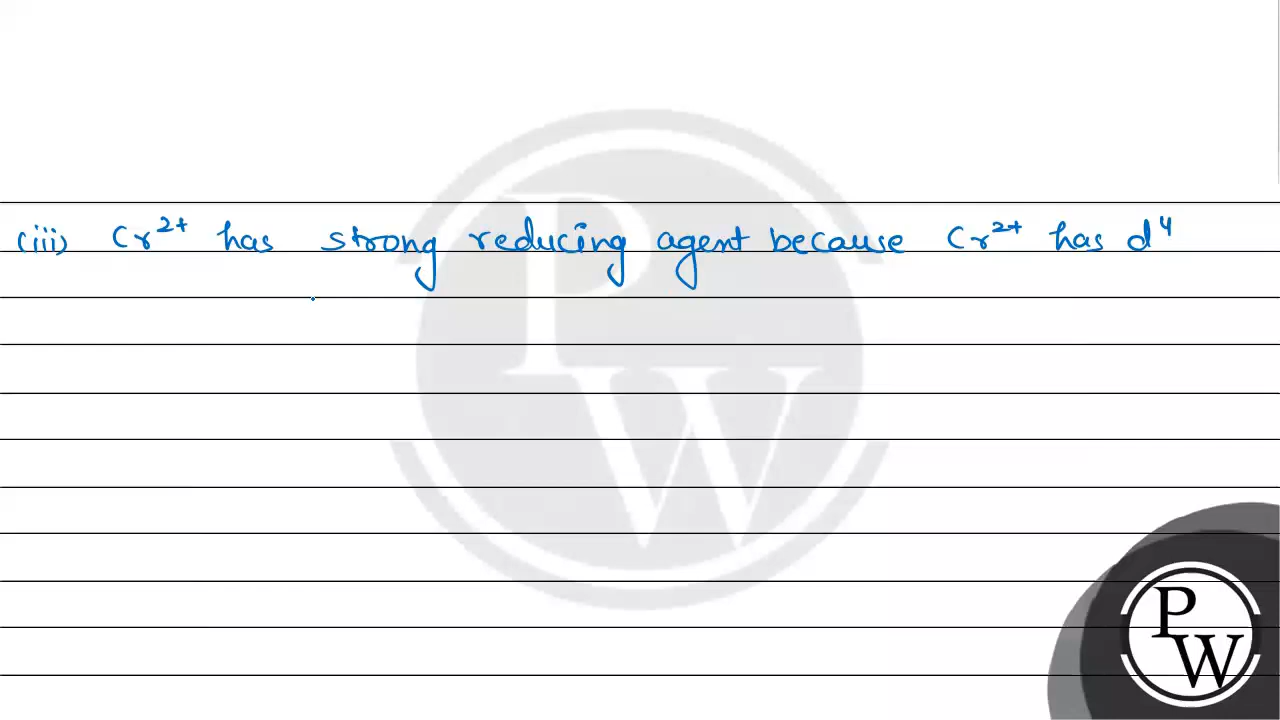 (iii) Cr²⁺ has strong reducing agent because Cr²⁺ has d⁴
P
W
P
W